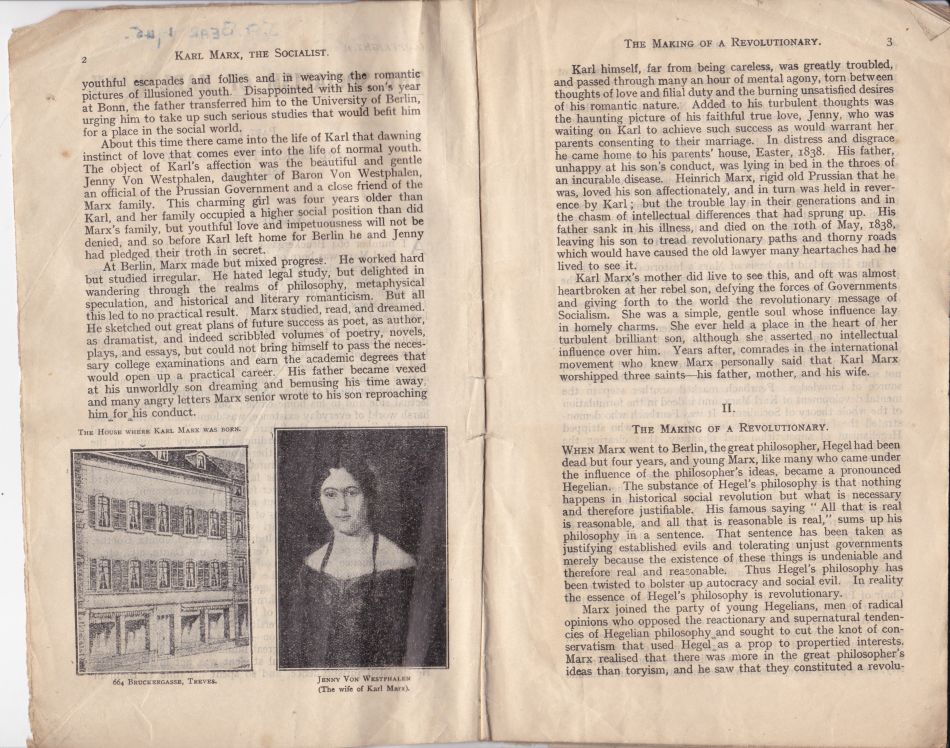 2
KARL MARX, THE SOCIALIST.
youthful escapades and follies and in weaving the romantic
pictures of illusioned youth. Disappointed with his son's year
at Bonn, the father transferred him to the University of Berlin,
urging him to take up such serious studies that would befit him
for a place in the social world.
About this time there came into the life of Karl that dawning
instinct of love that comes ever into the life of normal youth.
The object of Karl's affection was the beautiful and gentle
Jenny Von Westphalen, daughter of Baron Von Westphalen,
an official of the Prussian Government and a close friend of the
Marx family. This charming girl was four years older than
Karl, and her family occupied a higher social position than did
Marx's family, but youthful love and impetuousness will not be
denied, and so before Karl left home for Berlin he and Jenny
had pledged their troth in secret.
At Berlin, Marx made but mixed progress. He worked hard
but studied irregular. He hated legal study, but delighted in
wandering through the realms of philosophy, metaphysical
speculation, and historical and literary romanticism. But all
this led to no practical result. Marx studied, read, and dreamed.
He sketched out great plans of future success as poet, as author,
as dramatist, and indeed scribbled volumes of poetry, novels,
plays, and essays, but could not bring himself to pass the neces-
sary college examinations and earn the academic degrees that
would open up a practical career. His father became vexed
at his unworldly son dreaming and bemusing his time away
and many angry letters Marx senior wrote to his son reproaching
him for his conduct.
THE HOUSE WHERE KARL MARX WAS BORN.
664 BRUCKERGASSE, TREVES.
JENNY VON WESTPHALEN
(The wife of Karl Marx).
THE MAKING OF A REVOLUTIONARY.
3
Karl himself, far from being careless, was greatly troubled,
and passed through many an hour of mental agony, torn between
thoughts of love and filial duty and the burning unsatisfied desires
of his romantic nature. Added to his turbulent thoughts was
the haunting picture of his faithful true love, Jenny, who was
waiting on Karl to achieve such success as would warrant her
parents consenting to their marriage. In distress and disgrace
he came home to his parents' house, Easter, 1838. His father,
unhappy at his son's conduct, was lying in bed in the throes of
an incurable disease. Heinrich Marx, rigid old Prussian that he
was, loved his son affectionately, and in turn was held in rever-
ence by Karl; but the trouble lay in their generations and in
the chasm of intellectual differences that had sprung up. His
father sank in his illness, and died on the 10th of May, 1838,
leaving his son to tread revolutionary paths and thorny roads
which would have caused the old lawyer many heartaches had he
lived to see it.
Karl Marx's mother did live to see this, and oft was almost
heartbroken at her rebel son, defying the forces of Governments
and giving forth to the world the revolutionary message of
Socialism. She was a simple, gentle soul whose influence lay
in homely charms. She ever held a place in the heart of her
turbulent brilliant son, although she asserted no intellectual
influence over him. Years after, comrades in the international
movement who knew Marx personally said that Karl Marx
worshipped three saints—his father, mother, and his wife.
II.
THE MAKING OF A REVOLUTIONARY.
WHEN Marx went to Berlin, the great philosopher, Hegel had been
dead but four years, and young Marx, like many who came under
the influence of the philosopher's ideas, became a pronounced
Hegelian. The substance of Hegel's philosophy is that nothing
happens in historical social revolution but what is necessary
and therefore justifiable. His famous saying " All that is real
is reasonable, and all that is reasonable is real," sums up his
philosophy in a sentence. That sentence has been taken as
justifying established evils and tolerating unjust governments
merely because the existence of these things is undeniable and
therefore real and reasonable. Thus Hegel's philosophy has
been twisted to bolster up autocracy and social evil. In reality
the essence of Hegel's philosophy is revolutionary.
Marx joined the party of young Hegelians, men of radical
opinions who opposed the reactionary and supernatural tenden-
cies of Hegelian philosophy and sought to cut the knot of con-
servatism that used Hegel as a prop to propertied interests.
Marx realised that there was more in the great philosopher's
ideas than toryism, and he saw that they constituted a revolu-